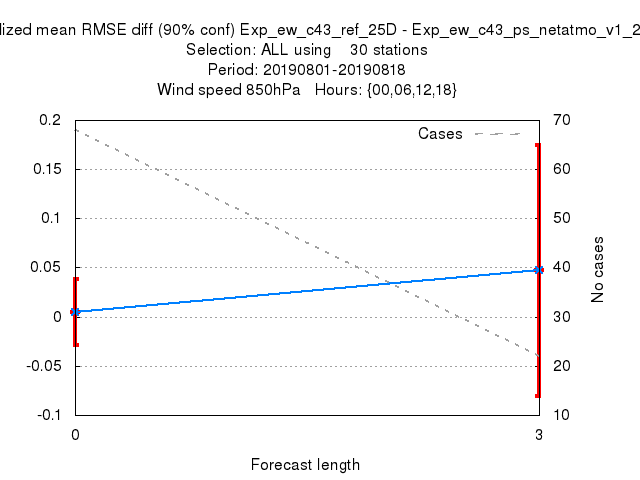 lized mean RMSE diff (90% conf) Exp_ew_c43_ref_25D - Exp_ew_c43_ps_netatmo_v1_2
Selection: ALL using 30 stations
Period: 20190801-20190818
Wind speed 850hPa Hours: {00,06,12,18}
Cases
0.2
0.15
0.1
0.05
0
-0.05
-0.1
70
60
50
40
30
20
10
No cases
0
3
Forecast length